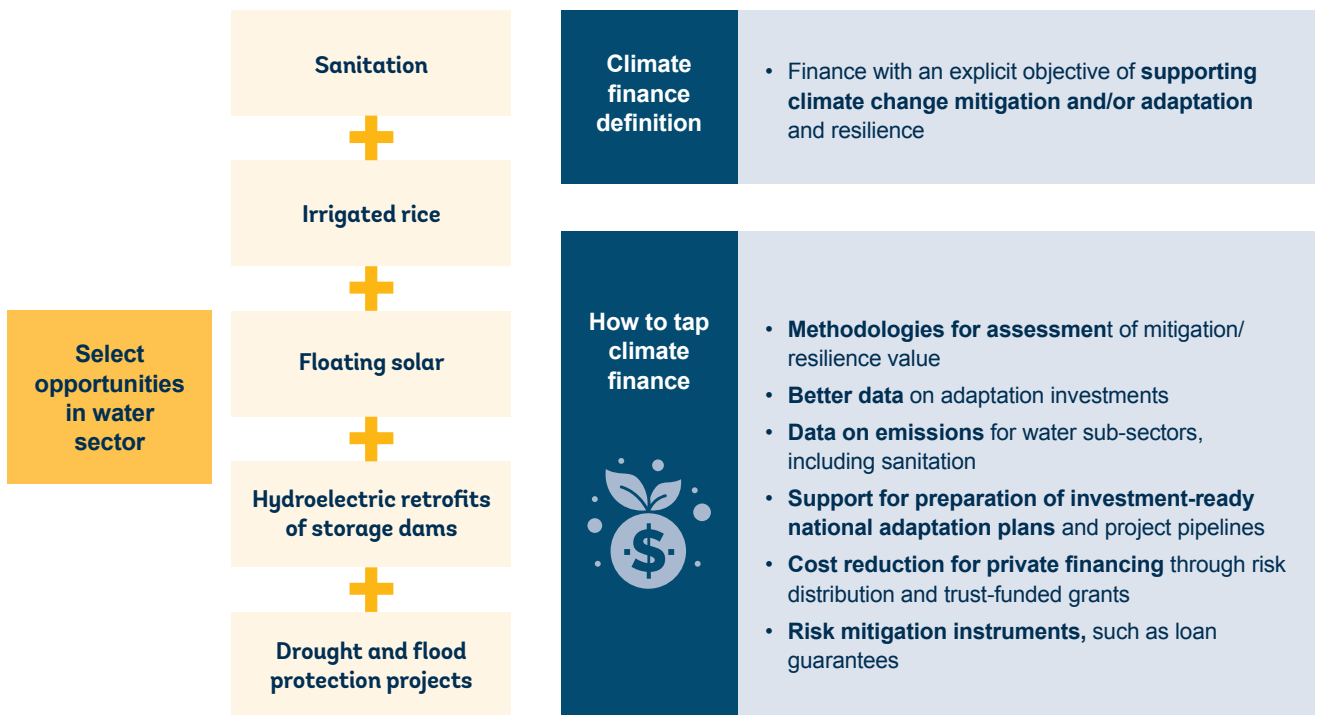 Select
opportunities
in water
sector
Sanitation
Irrigated rice
Floating solar
Hydroelectric retrofits
of storage dams
Drought and flood
protection projects
Climate
finance
definition
• Finance with an explicit objective of supporting
climate change mitigation and/or adaptation
and resilience
How to tap
climate
finance
$
• Methodologies for assessment of mitigation/
resilience value
• Better data on adaptation investments
• Data on emissions for water sub-sectors,
including sanitation
• Support for preparation of investment-ready
national adaptation plans and project pipelines
• Cost reduction for private financing through risk
distribution and trust-funded grants
• Risk mitigation instruments, such as loan
guarantees